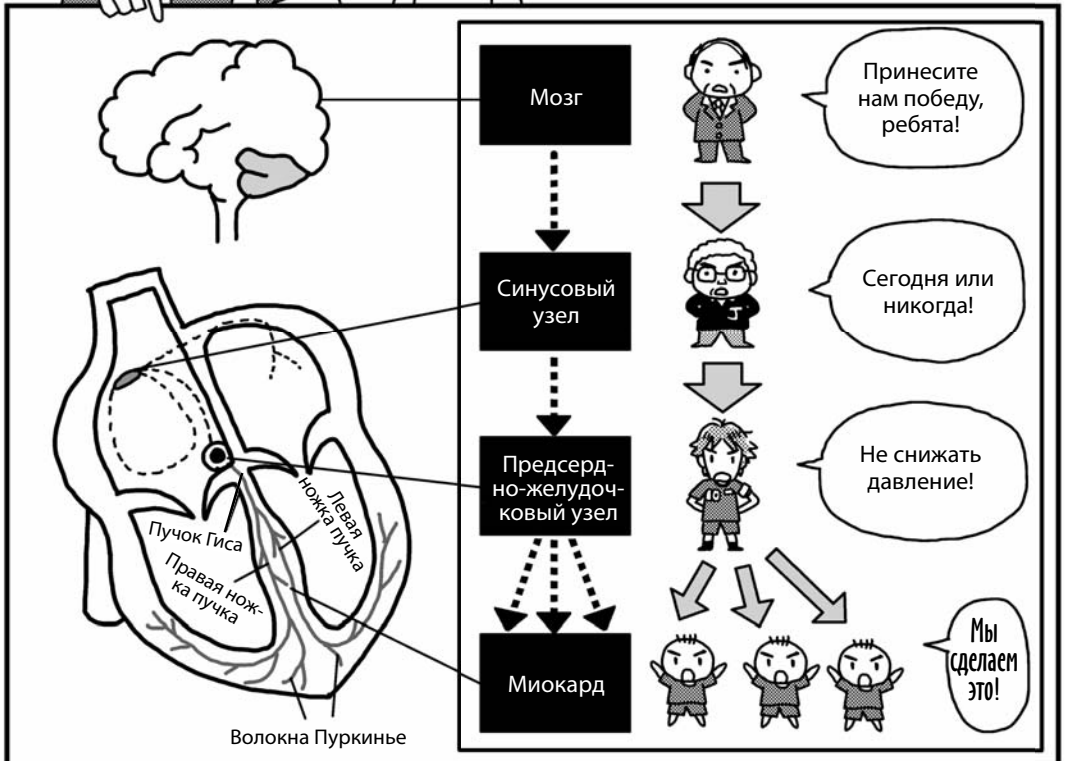 Мозг
Принесите
нам победу,
ребята!
Синусовый
узел
Сегодня или
никогда!
Предсерд-
но-желудоч-
ковый узел
Не снижать
давление!
Миокард
Мы
сделаем
это!
J
Пучок Гиса
Левая
ножка пучка
Правая нож-
ка пучка
Волокна Пуркинье